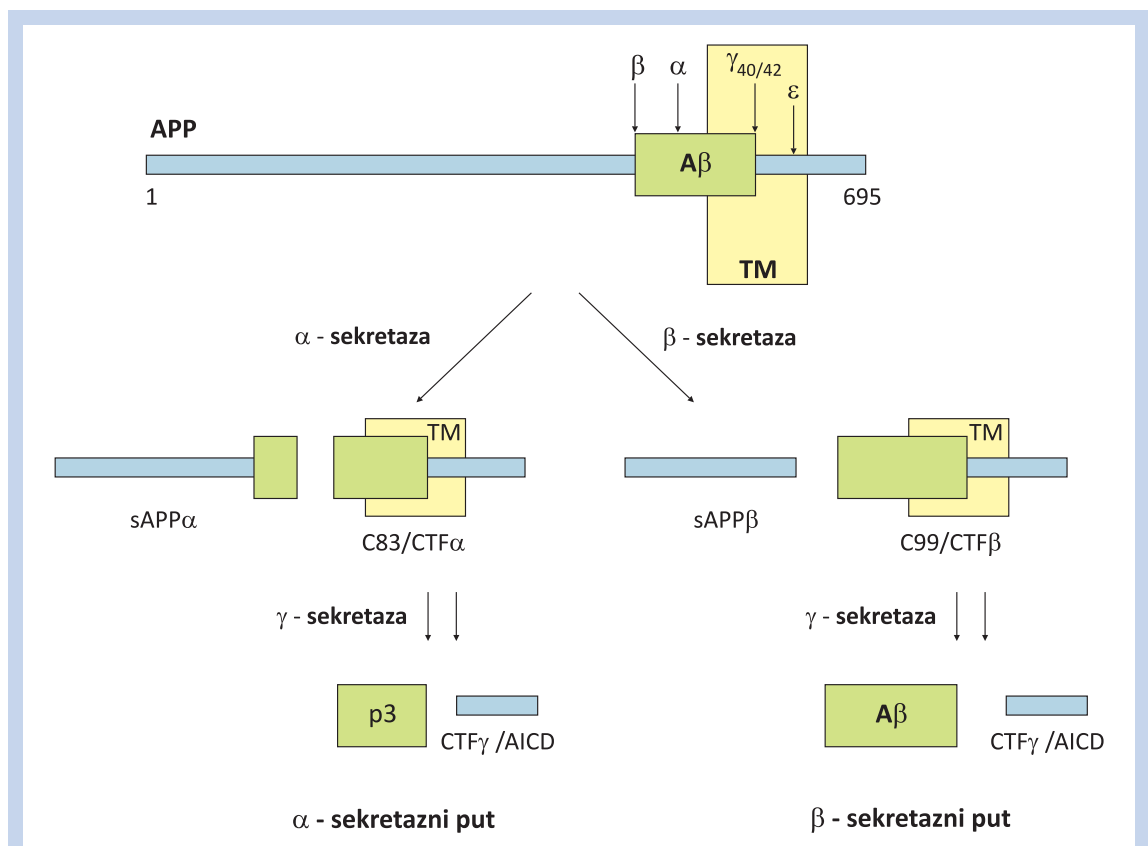 β α γ40/42
ε
APP
Aβ
1 695
TM
α - sekretaza β - sekretaza
TM TM
sAPPα sAPPβ
C83/CTFα C99/CTFβ
γ - sekretaza γ - sekretaza
p3 Aβ
CTFγ /AICD CTFγ /AICD
α - sekretazni put β - sekretazni put